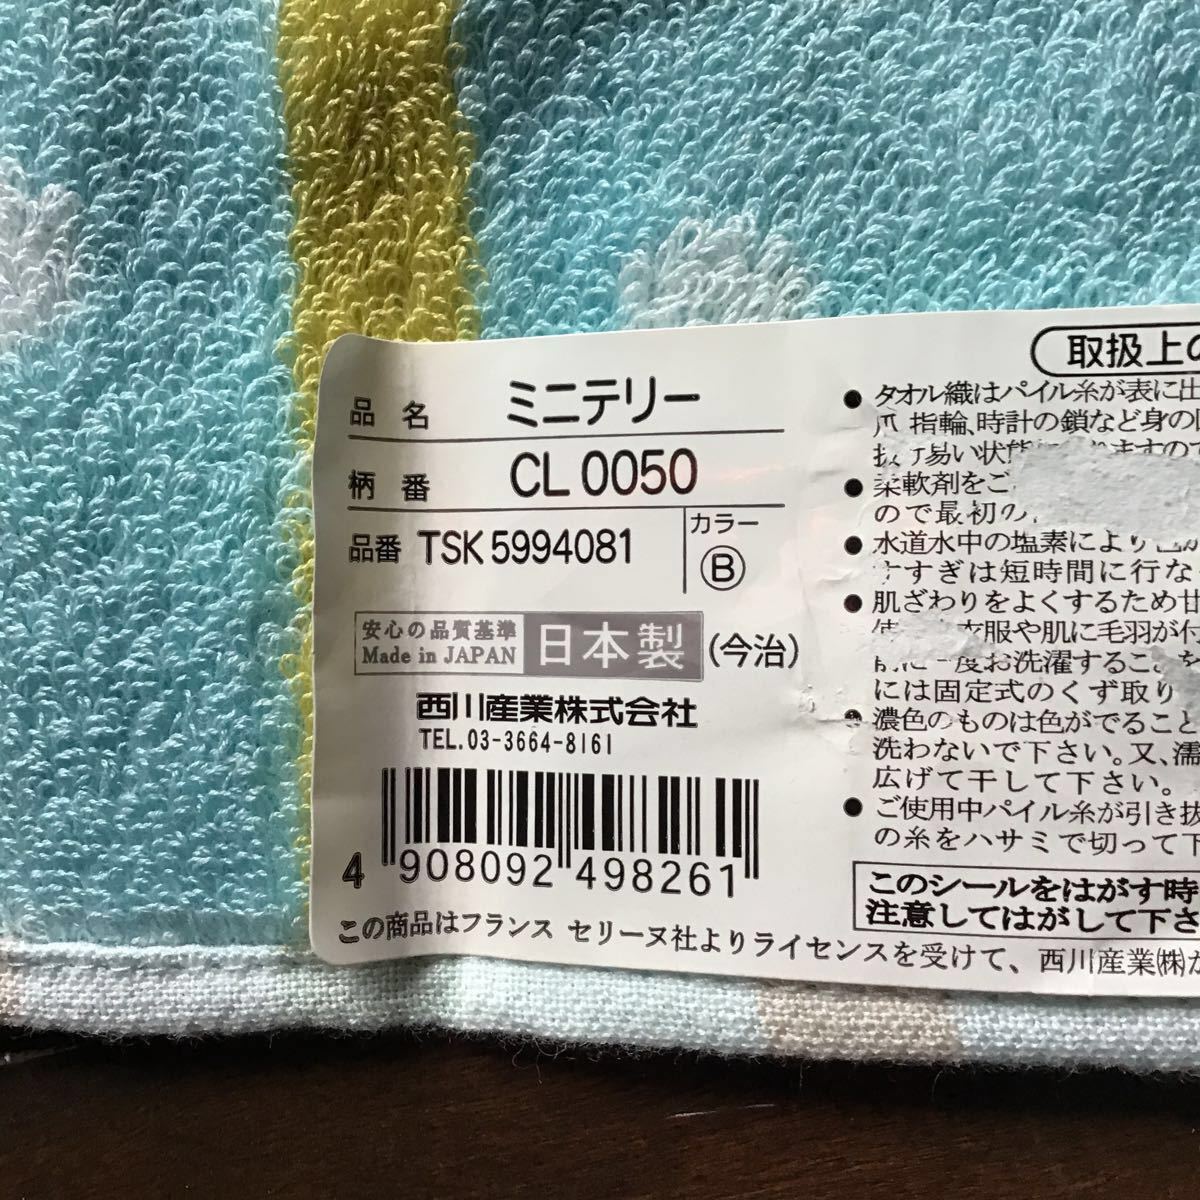 品名 ミニテリー
柄番 CL0050
品番 TSK5994081
カラー
Ⓑ
安心の品質基準
Made in JAPAN
日本製
(今治)
西川産業株式会社
TEL.03-3664-8161
4 908092 498261
この商品はフランス セリーヌ社よりライセンスを受けて、西川産業㈱が
取扱上の
●タオル織はパイル糸が表に出
爪、指輪、時計の鎖など身の
易い状態 ますので
●柔軟剤をご
ので最初の
●水道水中の塩素により色が
すすぎは短時間に行な
●肌ざわりをよくするため甘
衣服や肌に毛羽が付
前に一度お洗濯すること
には固定式のくず取り
●濃色のものは色がでること
洗わないで下さい。又、濡
広げて干して下さい。
●ご使用中パイル糸が引き抜
の糸をハサミで切って下
このシールをはがす時
注意してはがして下さ